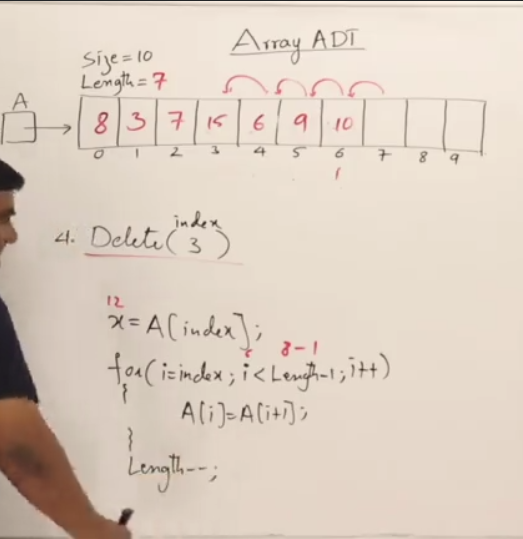 Array ADT
Size = 10
Length = 7
A
8 3 7 15 6 9 10
0 1 2 3 4 5 6 7 8 9
i
index
4. Delete(3)
12
x = A[index];
8-1
for(i=index; i<Length-1; i++)
{
A[i]=A[i+1];
}
Length--;